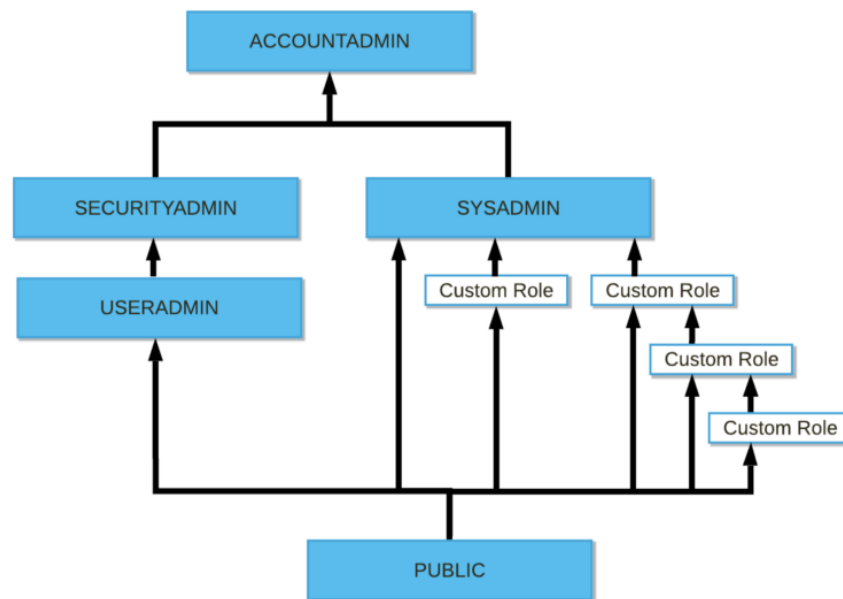 ACCOUNTADMIN
SECURITYADMIN
SYSADMIN
USERADMIN
Custom Role
Custom Role
Custom Role
Custom Role
PUBLIC